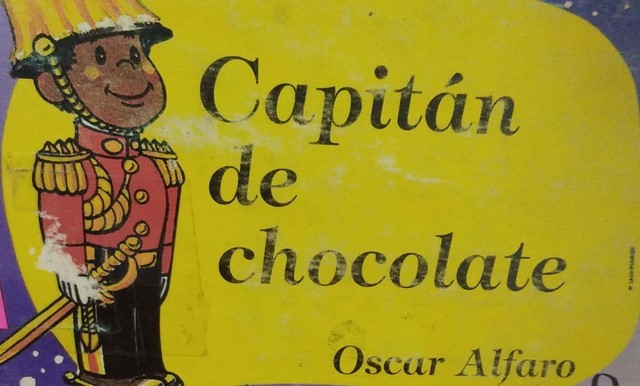 Capitán
de
chocolate
Oscar Alfaro